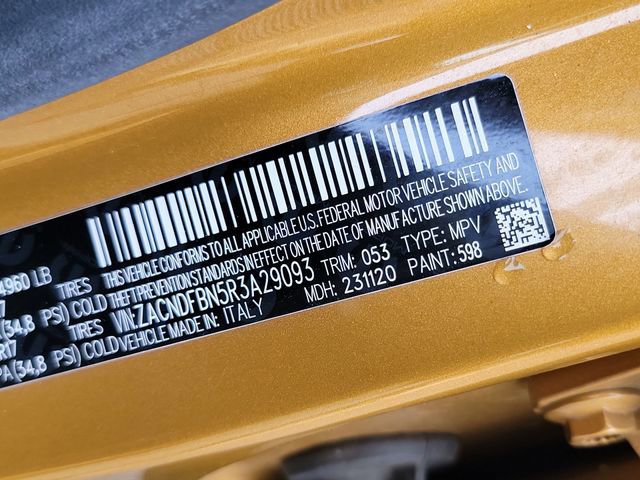 THIS VEHICLE CONFORMS TO ALL APPLICABLE U.S. FEDERAL MOTOR VEHICLE SAFETY AND
THEFT PREVENTION STANDARDS IN EFFECT ON THE DATE OF MANUFACTURE SHOWN ABOVE.
4960 LB TIRES VIN: ZACNDFBN5R3A29093 TRIM: 053 TYPE: MPV
(34,8 PSI) COLD VEHICLE MADE IN: ITALY MDH: 231120 PAINT: 598
TIRES
(34,8 PSI) COLD